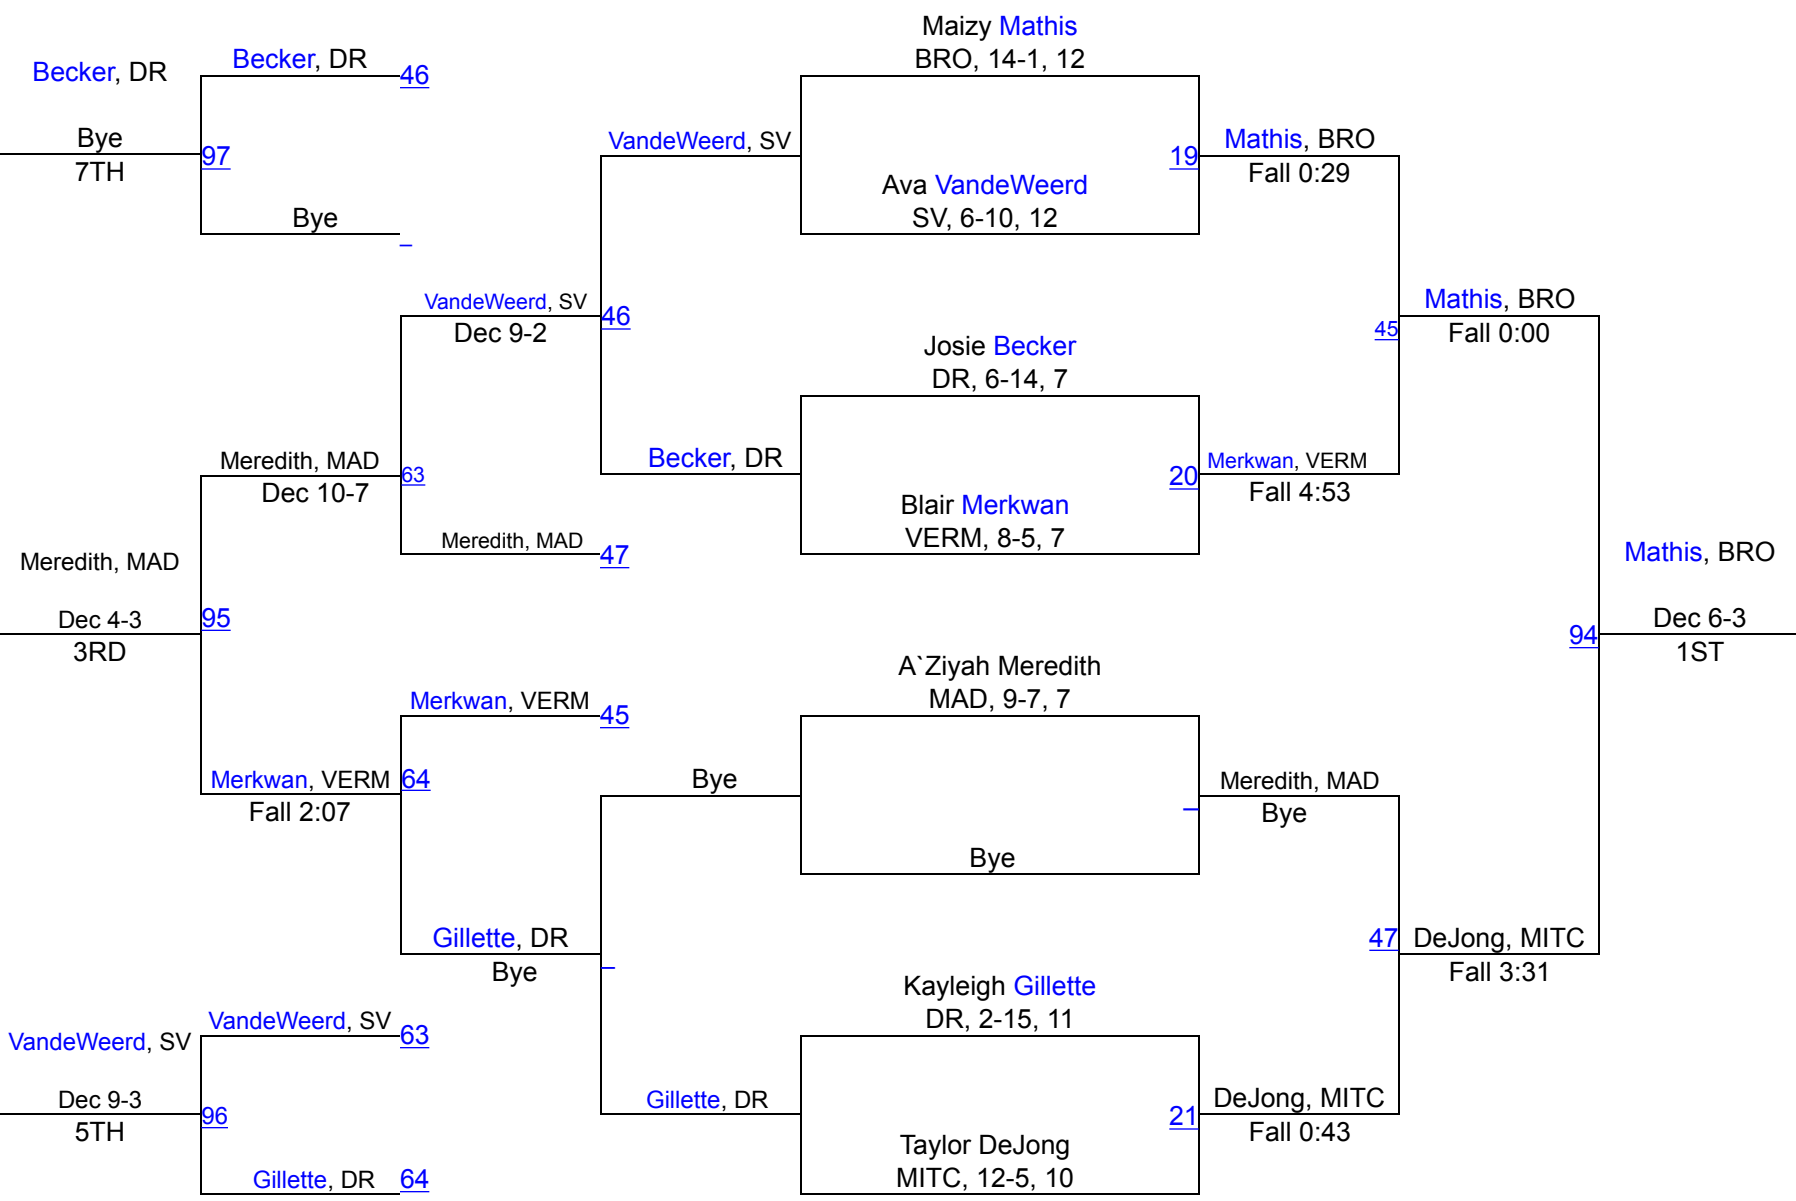 Maizy Mathis
BRO, 14-1, 12
Becker, DR
Becker, DR
46
Bye
7TH
97
VandeWeerd, SV
19
Mathis, BRO
Fall 0:29
Ava VandeWeerd
SV, 6-10, 12
Bye
VandeWeerd, SV
Dec 9-2
46
Mathis, BRO
Fall 0:00
45
Josie Becker
DR, 6-14, 7
Meredith, MAD
Dec 10-7
63
Becker, DR
20
Merkwan, VERM
Fall 4:53
Blair Merkwan
VERM, 8-5, 7
Meredith, MAD
47
Meredith, MAD
Dec 4-3
3RD
95
Mathis, BRO
94
Dec 6-3
1ST
A`Ziyah Meredith
MAD, 9-7, 7
Merkwan, VERM
45
Merkwan, VERM
Fall 2:07
64
Bye
Meredith, MAD
Bye
Bye
Gillette, DR
Bye
47
DeJong, MITC
Fall 3:31
Kayleigh Gillette
DR, 2-15, 11
VandeWeerd, SV
VandeWeerd, SV
63
Dec 9-3
5TH
96
Gillette, DR
21
DeJong, MITC
Fall 0:43
Taylor DeJong
MITC, 12-5, 10
Gillette, DR
64